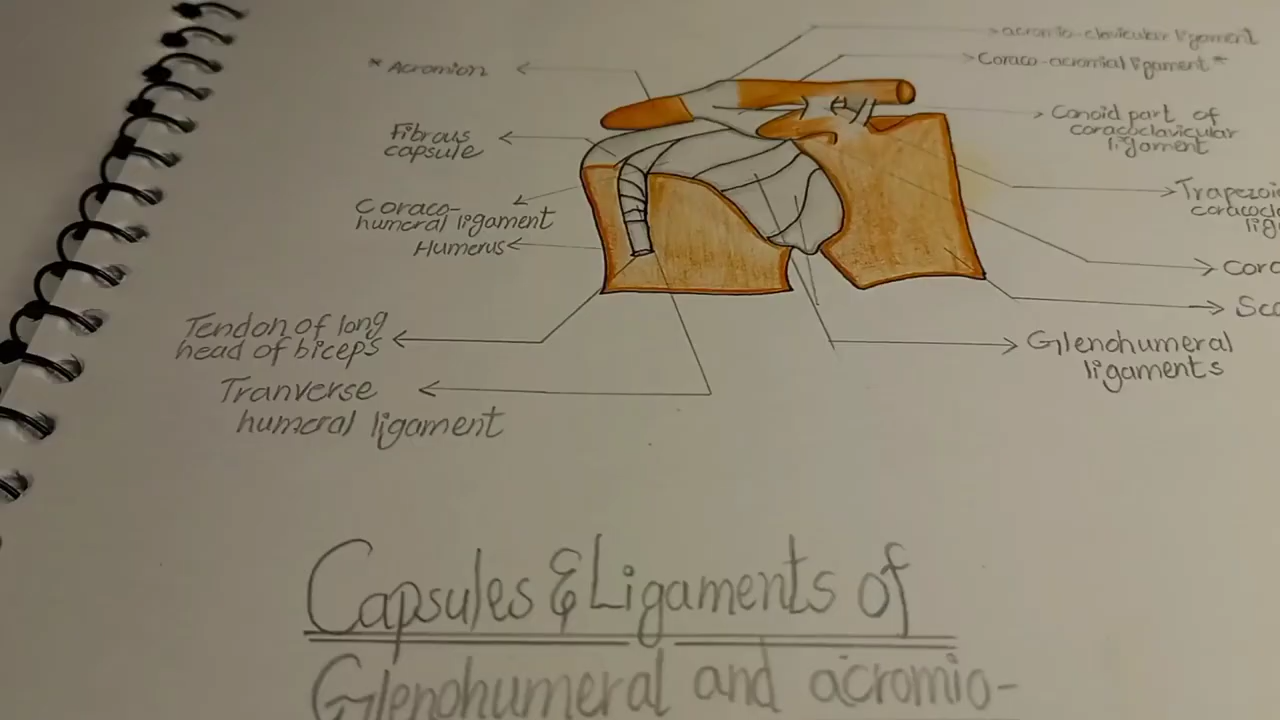 acromio-clavicular ligament
* Acromion
Coraco-acromial ligament *
Fibrous
capsule
Conoid part of
coracoclavicular
ligament
Coraco-
humeral ligament
Humerus
Glenohumeral
ligaments
Tendon of long
head of biceps
Tranverse
humeral ligament
Capsules & Ligaments of
Glenohumeral and acromio-